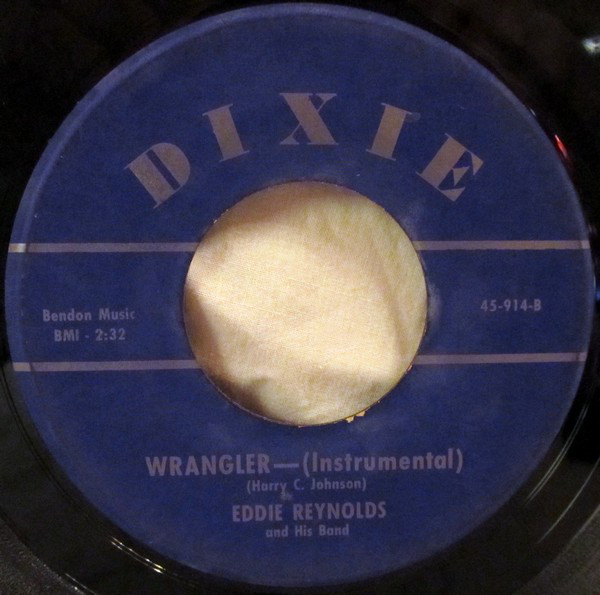 DIXIE
Bendon Music
BMI - 2:32
45-914-B
WRANGLER—(Instrumental)
(Harry C. Johnson)
EDDIE REYNOLDS
and His Band